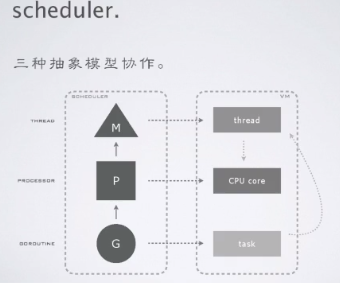 scheduler.
三种抽象模型协作。
SCHEDULER
VM
THREAD
M
thread
PROCESSOR
P
CPU core
GOROUTINE
G
task